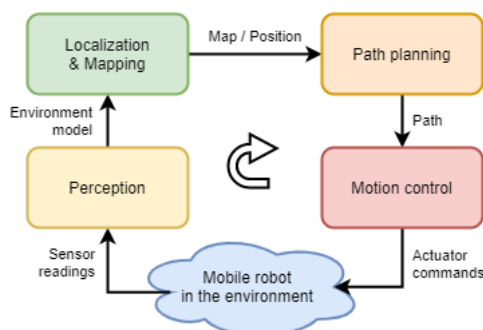 Localization
& Mapping
Map / Position
Path planning
Environment
model
Path
Perception
Motion control
Sensor
readings
Mobile robot
in the environment
Actuator
commands